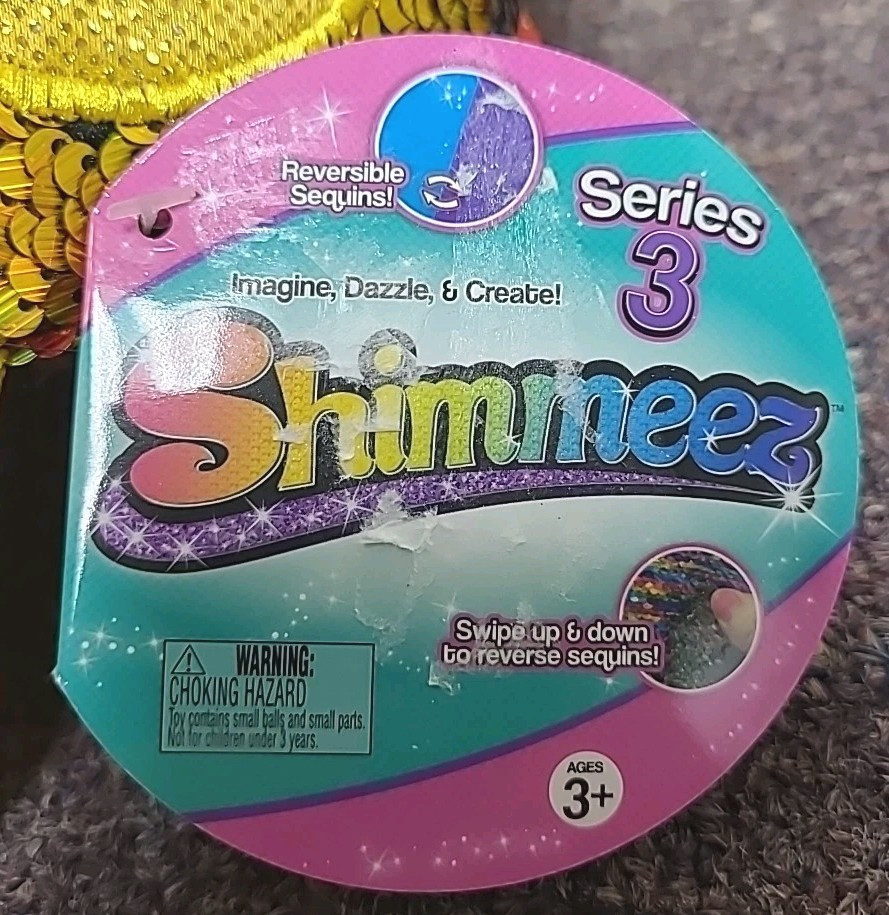 Reversible
Sequins!
Series
3
Imagine, Dazzle, & Create!
Shimmeez™
Swipe up & down
to reverse sequins!
WARNING:
CHOKING HAZARD
Toy contains small balls and small parts.
Not for children under 3 years.
AGES
3+